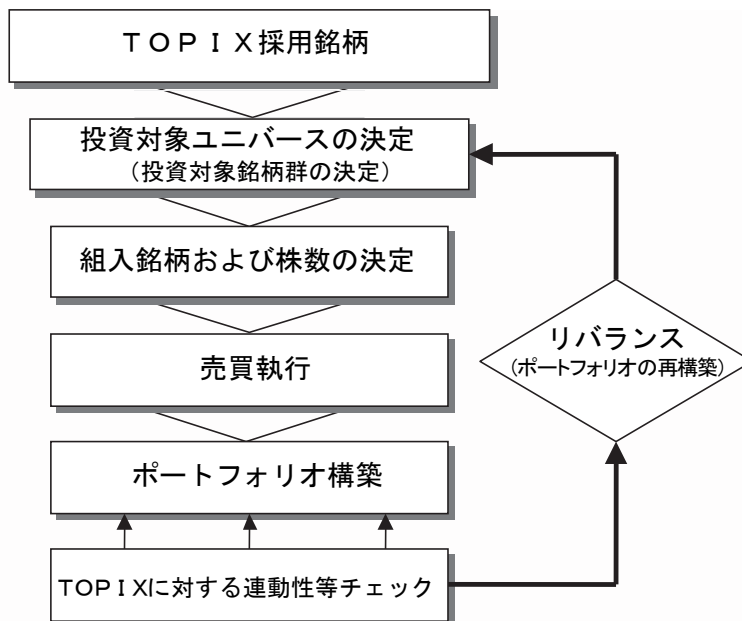 ＴＯＰＩＸ採用銘柄
投資対象ユニバースの決定
（投資対象銘柄群の決定）
組入銘柄および株数の決定
売買執行
ポートフォリオ構築
ＴＯＰＩＸに対する連動性等チェック
リバランス
（ポートフォリオの再構築）